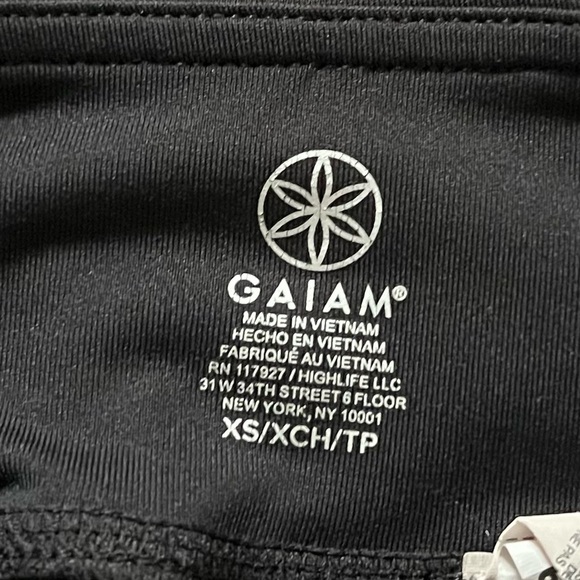 GAIAM®
MADE IN VIETNAM
HECHO EN VIETNAM
FABRIQUÉ AU VIETNAM
RN 117927 / HIGHLIFE LLC
31 W 34TH STREET 6 FLOOR
NEW YORK, NY 10001
XS/XCH/TP